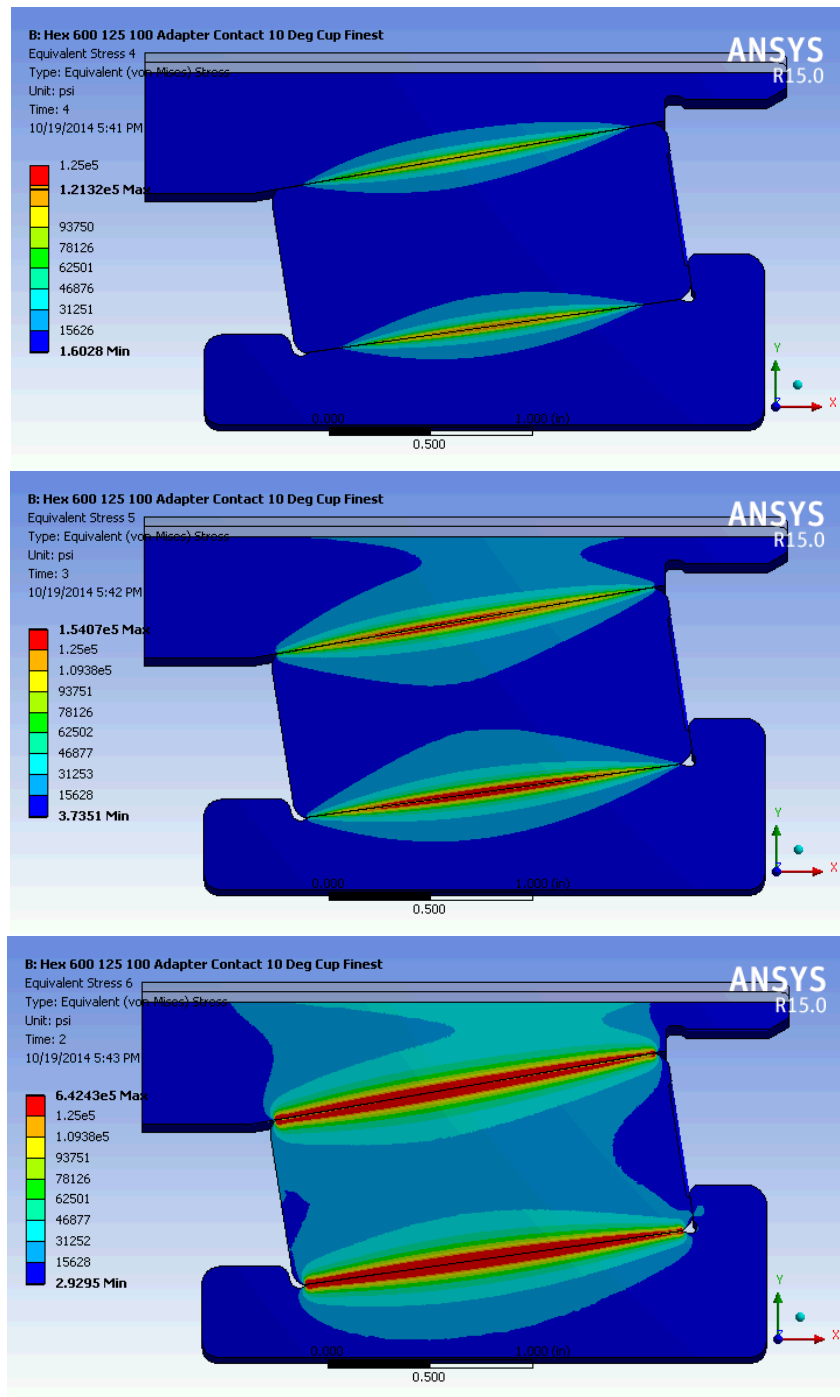 B: Hex 600 125 100 Adapter Contact 10 Deg Cup Finest
Equivalent Stress 4
Type: Equivalent (von-Mises) Stress
Unit: psi
Time: 4
10/19/2014 5:41 PM
ANSYS
R15.0
1.25e5
1.2132e5 Max
93750
78126
62501
46876
31251
15626
1.6028 Min
0.000
1.000 (in)
0.500
Y
Z
X
B: Hex 600 125 100 Adapter Contact 10 Deg Cup Finest
Equivalent Stress 5
Type: Equivalent (von-Mises) Stress
Unit: psi
Time: 3
10/19/2014 5:42 PM
ANSYS
R15.0
1.5407e5 Max
1.25e5
1.0938e5
93751
78126
62502
46877
31253
15628
3.7351 Min
0.000
1.000 (in)
0.500
Y
Z
X
B: Hex 600 125 100 Adapter Contact 10 Deg Cup Finest
Equivalent Stress 6
Type: Equivalent (von-Mises) Stress
Unit: psi
Time: 2
10/19/2014 5:43 PM
ANSYS
R15.0
6.4243e5 Max
1.25e5
1.0938e5
93751
78126
62501
46877
31252
15628
2.9295 Min
0.000
1.000 (in)
0.500
Y
Z
X